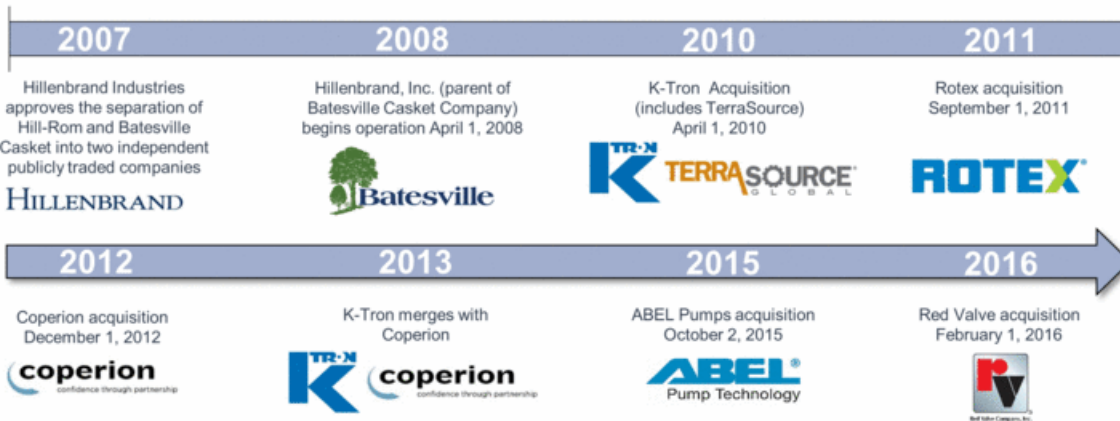 2007
2008
2010
2011
Hillenbrand Industries
approves the separation of
Hill-Rom and Batesville
Casket into two independent
publicly traded companies
HILLENBRAND
Hillenbrand, Inc. (parent of
Batesville Casket Company)
begins operation April 1, 2008
Batesville
K-Tron Acquisition
(includes TerraSource)
April 1, 2010
K-TRON
TERRASOURCE
GLOBAL
Rotex acquisition
September 1, 2011
ROTEX
2012
2013
2015
2016
Coperion acquisition
December 1, 2012
coperion
confidence through partnership
K-Tron merges with
Coperion
K-TRON
coperion
confidence through partnership
ABEL Pumps acquisition
October 2, 2015
ABEL®
Pump Technology
Red Valve acquisition
February 1, 2016
rv
Red Valve Company, Inc.